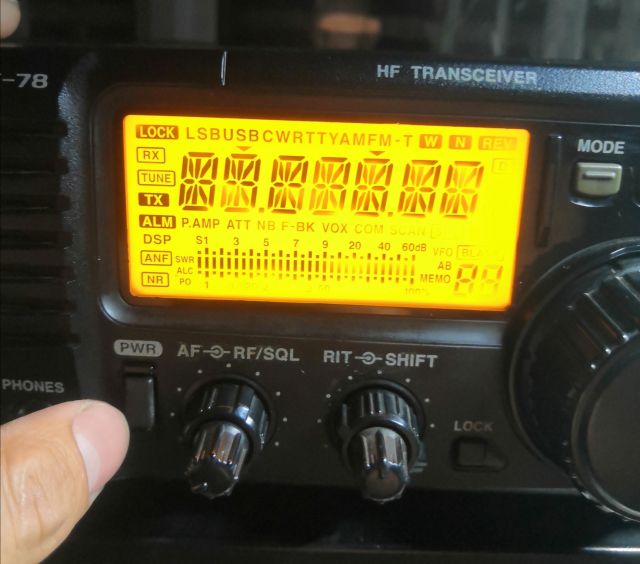 -78
HF TRANSCEIVER
LOCK LSBUSBCWRTTYAMFM-T W N REV
RX
TUNE
TX
ALM P.AMP ATT NB F-BK VOX COM SCAN
DSP S1 3 5 7 9 20 40 60dB VFO BLANK
ANF SWR AB
ALC MEMO
NR PO 1 100%
MODE
PWR AF RF/SQL RIT SHIFT
PHONES
LOCK